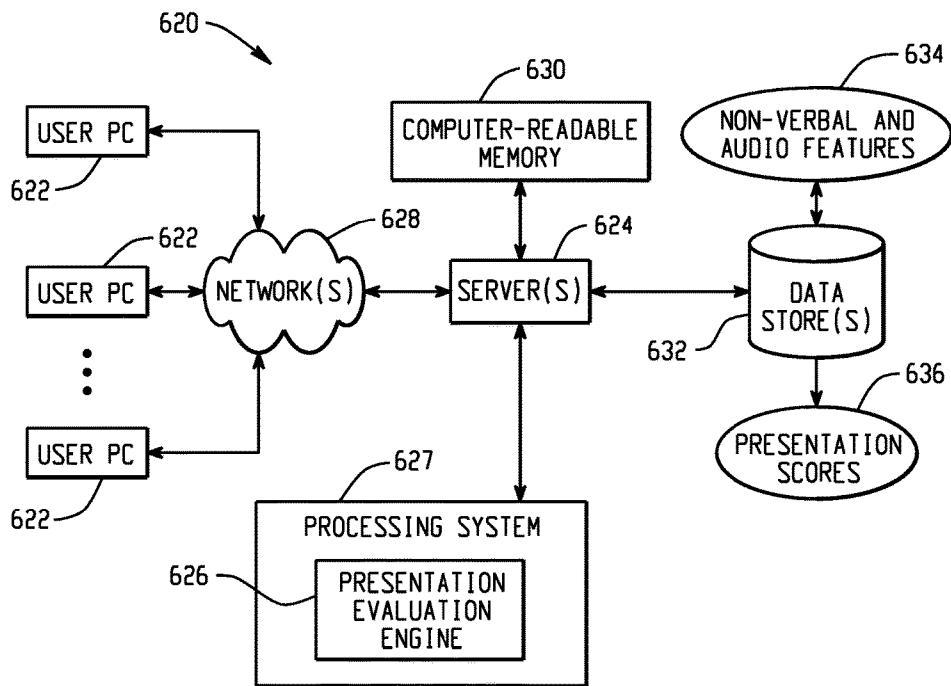 620
USER PC
622
622
USER PC
USER PC
622
628
NETWORK(S)
630
COMPUTER-READABLE
MEMORY
624
SERVER(S)
634
NON-VERBAL AND
AUDIO FEATURES
DATA
STORE(S)
632
636
PRESENTATION
SCORES
627
PROCESSING SYSTEM
626
PRESENTATION
EVALUATION
ENGINE